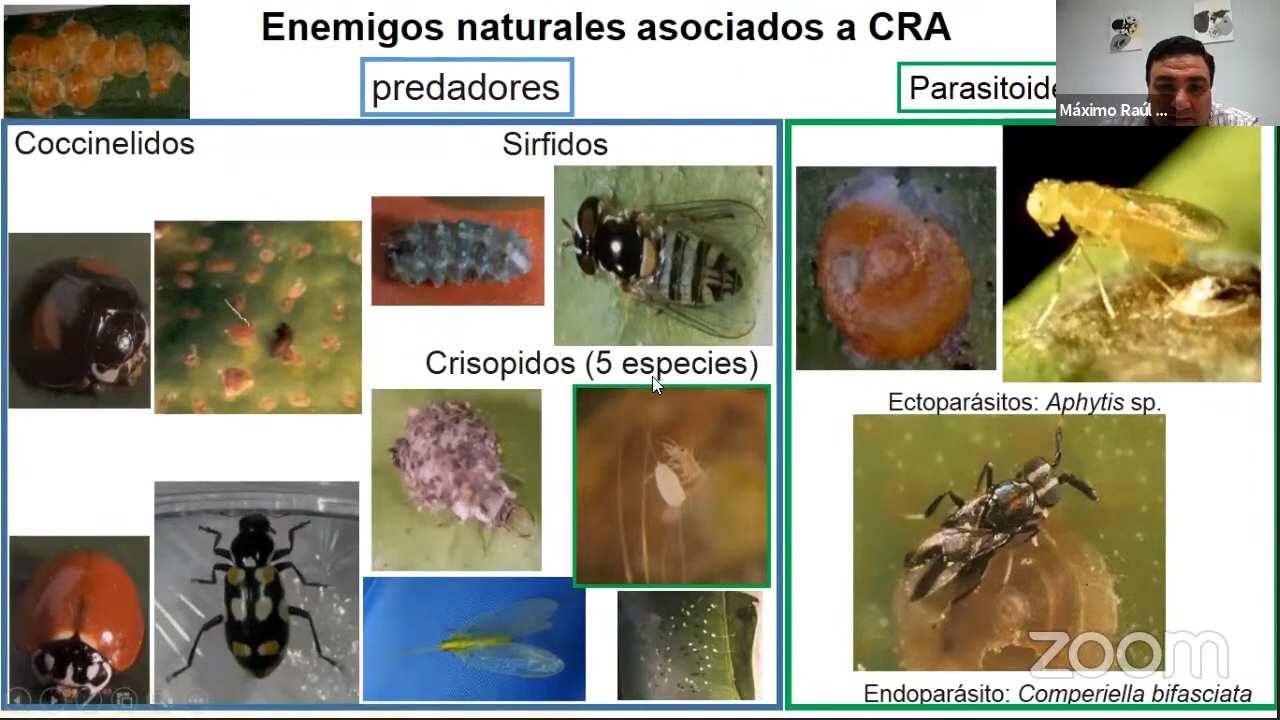 Enemigos naturales asociados a CRA
predadores
Parasitoide
Máximo Raúl ...
Coccinelidos
Sirfidos
Crisopidos (5 especies)
Ectoparásitos: Aphytis sp.
zoom
Endoparásito: Comperiella bifasciata